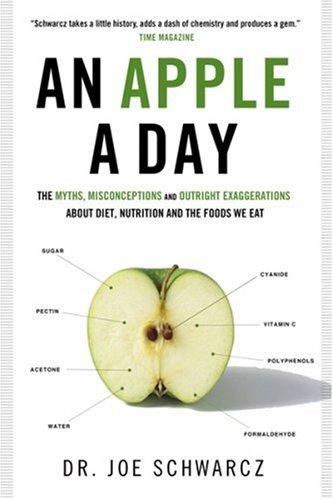 "Schwarcz takes a little history, adds a dash of chemistry and produces a gem."
TIME MAGAZINE
AN APPLE
A DAY
THE MYTHS, MISCONCEPTIONS AND OUTRIGHT EXAGGERATIONS
ABOUT DIET, NUTRITION AND THE FOODS WE EAT
SUGAR
CYANIDE
PECTIN
VITAMIN C
POLYPHENOLS
ACETONE
WATER
FORMALDEHYDE
DR. JOE SCHWARCZ